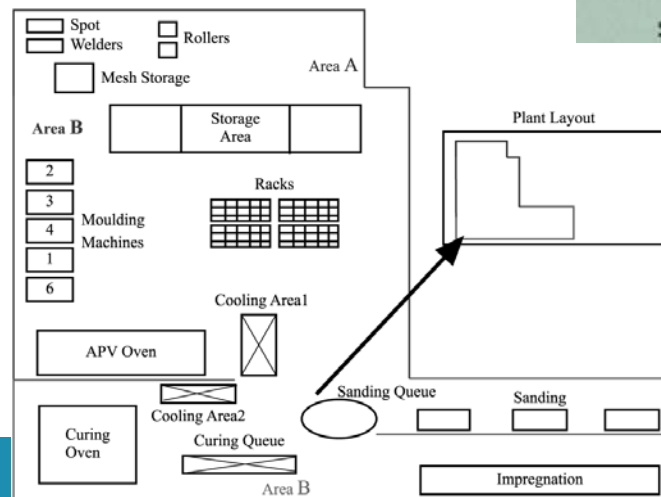 Spot
Welders
Rollers
Mesh Storage
Area A
Area B
Storage
Area
Plant Layout
2
3
4
1
6
Moulding
Machines
Racks
Cooling Area1
APV Oven
Cooling Area2
Sanding Queue
Sanding
Curing
Oven
Curing Queue
Area B
Impregnation